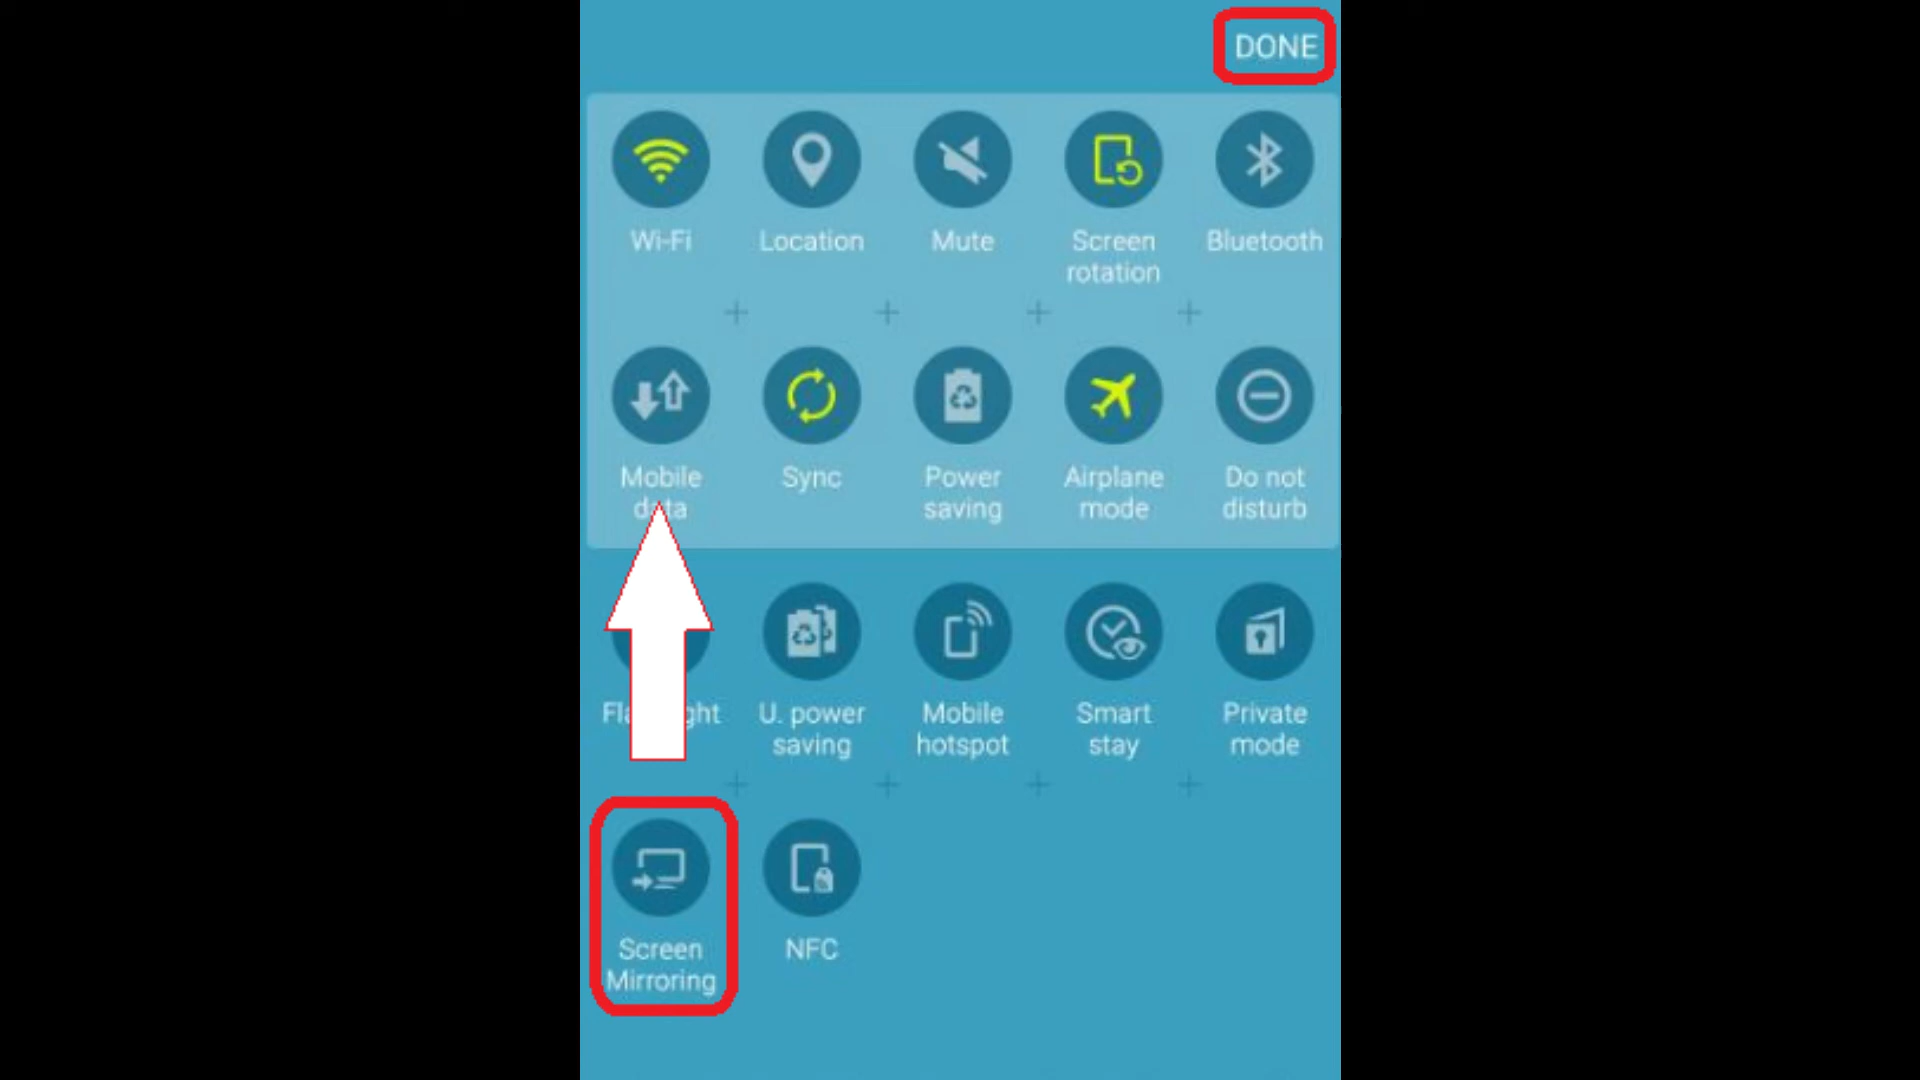 DONE
Wi-Fi Location Mute Screen rotation Bluetooth
Mobile Sync Power saving Airplane mode Do not disturb
U. power saving Mobile hotspot Smart stay Private mode
Screen Mirroring NFC